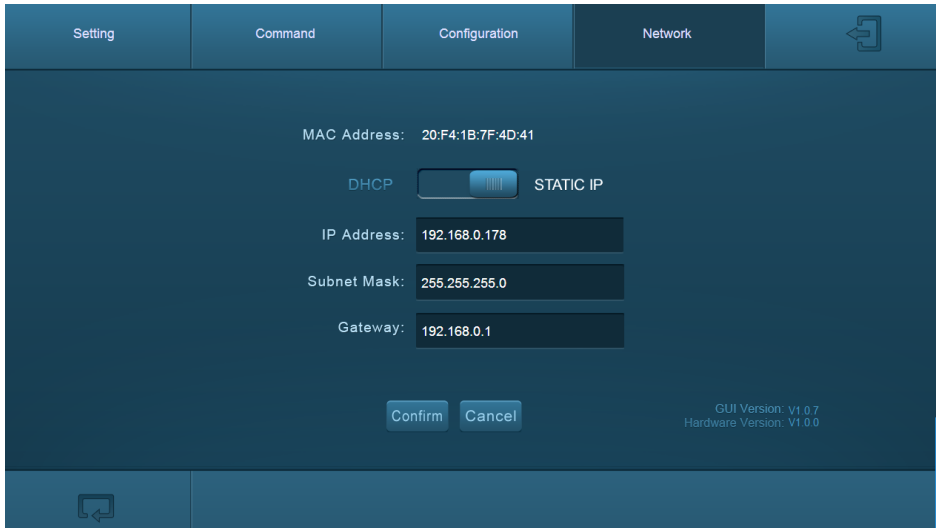 Setting Command Configuration Network
MAC Address: 20:F4:1B:7F:4D:41
DHCP STATIC IP
IP Address: 192.168.0.178
Subnet Mask: 255.255.255.0
Gateway: 192.168.0.1
Confirm Cancel
GUI Version: V1.0.7
Hardware Version: V1.0.0